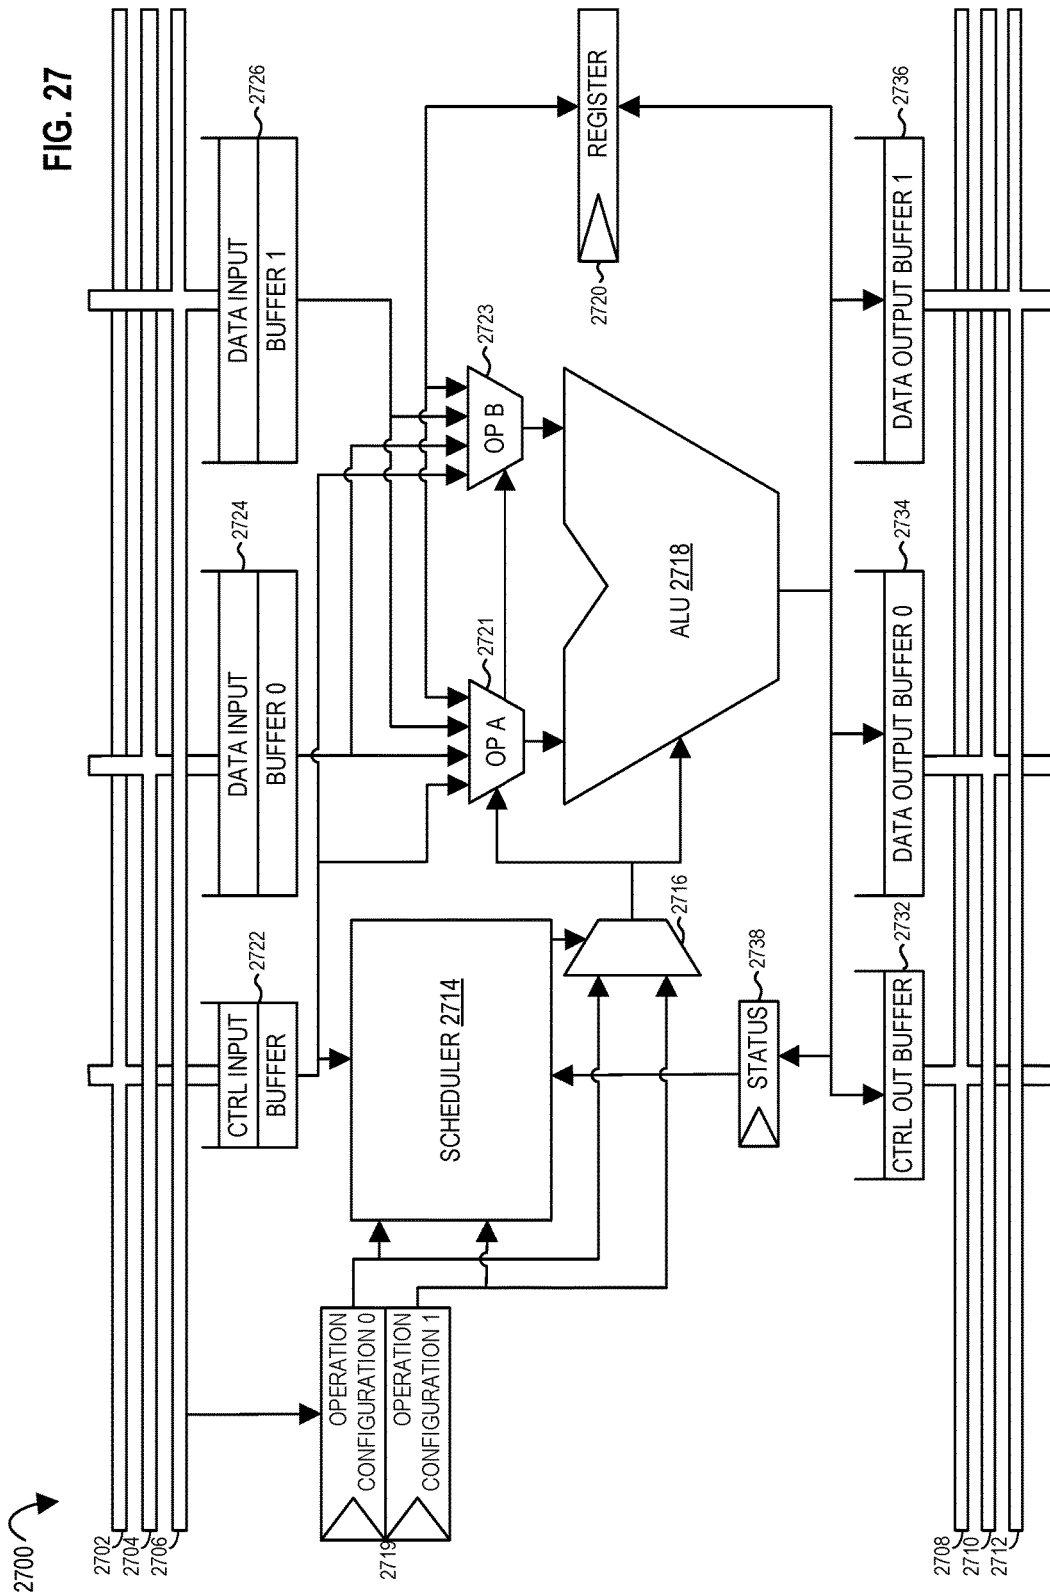 FIG. 27
2700
2702
2704
2706
CTRL INPUT
BUFFER
2722
DATA INPUT
BUFFER 0
2724
DATA INPUT
BUFFER 1
2726
OPERATION
CONFIGURATION 0
OPERATION
CONFIGURATION 1
2719
SCHEDULER 2714
2716
OP A
2721
OP B
2723
ALU 2718
REGISTER
2720
STATUS
2738
CTRL OUT BUFFER
2732
DATA OUTPUT BUFFER 0
2734
DATA OUTPUT BUFFER 1
2736
2708
2710
2712